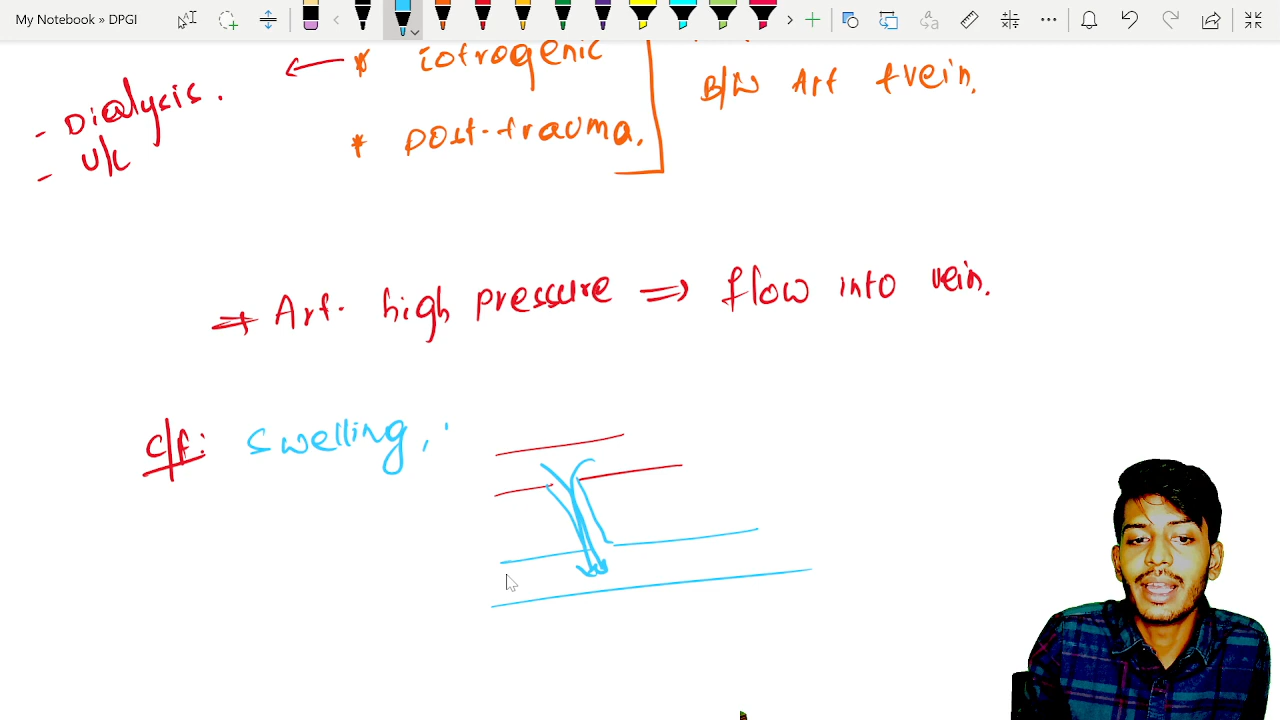 My Notebook » DPGI
* iatrogenic
B/W Art + vein.
- Dialysis.
* post-trauma.
- V/C
⇒ Art. high pressure ⇒ flow into vein.
C/f: swelling,